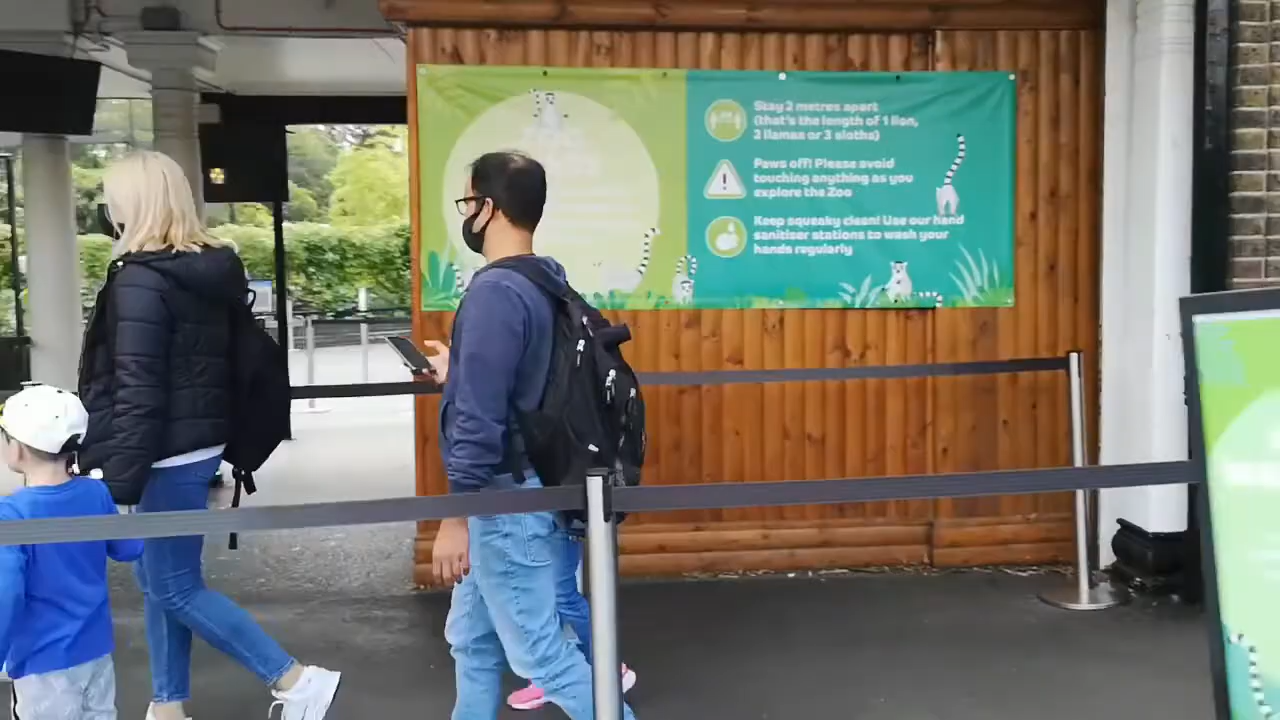 Stay 2 metres apart
(that's the length of 1 lion,
2 llamas or 3 sloths)
Paws off! Please avoid
touching anything as you
explore the Zoo
Keep squeaky clean! Use our hand
sanitiser stations to wash your
hands regularly